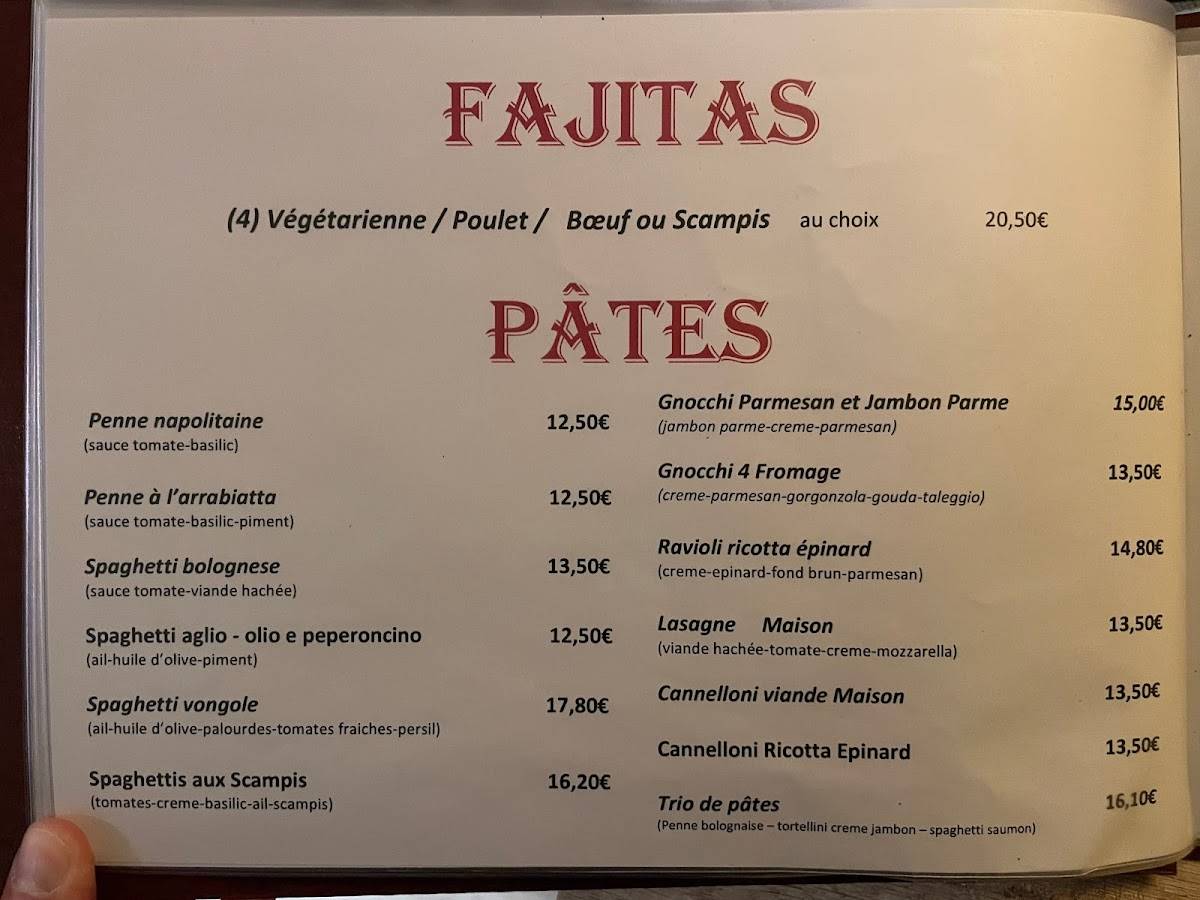 FAJITAS
(4) Végétarienne / Poulet / Bœuf ou Scampis au choix 20,50€
PÂTES
Penne napolitaine 12,50€
(sauce tomate-basilic)
Penne à l'arrabiatta 12,50€
(sauce tomate-basilic-piment)
Spaghetti bolognese 13,50€
(sauce tomate-viande hachée)
Spaghetti aglio - olio e peperoncino 12,50€
(ail-huile d'olive-piment)
Spaghetti vongole 17,80€
(ail-huile d'olive-palourdes-tomates fraiches-persil)
Spaghettis aux Scampis 16,20€
(tomates-creme-basilic-ail-scampis)
Gnocchi Parmesan et Jambon Parme 15,00€
(jambon parme-creme-parmesan)
Gnocchi 4 Fromage 13,50€
(creme-parmesan-gorgonzola-gouda-taleggio)
Ravioli ricotta épinard 14,80€
(creme-epinard-fond brun-parmesan)
Lasagne Maison 13,50€
(viande hachée-tomate-creme-mozzarella)
Cannelloni viande Maison 13,50€
Cannelloni Ricotta Epinard 13,50€
Trio de pâtes 16,10€
(Penne bolognaise – tortellini creme jambon – spaghetti saumon)